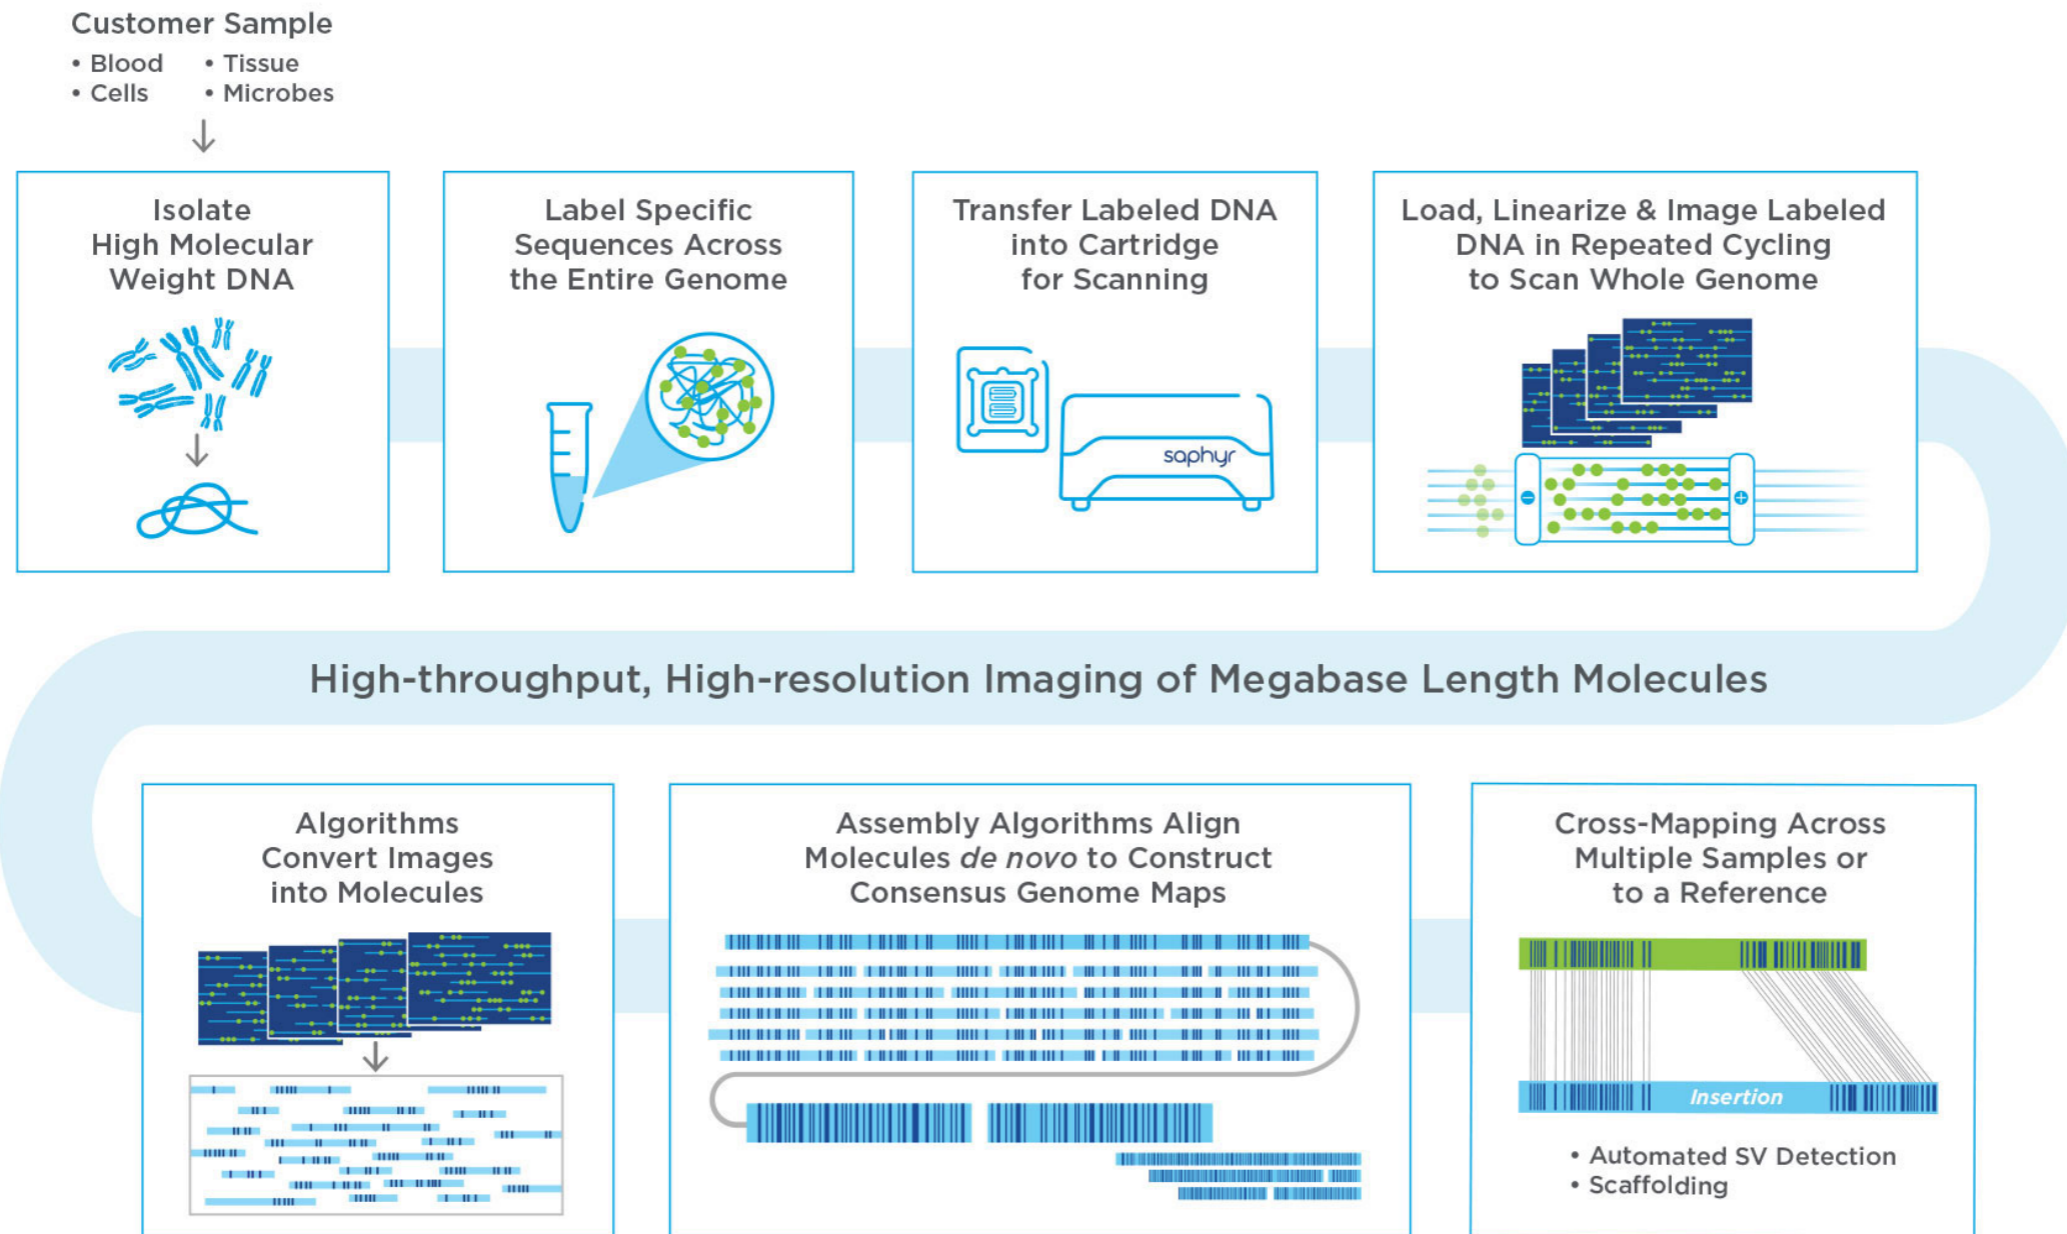 Customer Sample
• Blood • Tissue
• Cells • Microbes
Isolate
High Molecular
Weight DNA
Label Specific
Sequences Across
the Entire Genome
Transfer Labeled DNA
into Cartridge
for Scanning
saphyr
Load, Linearize & Image Labeled
DNA in Repeated Cycling
to Scan Whole Genome
High-throughput, High-resolution Imaging of Megabase Length Molecules
Algorithms
Convert Images
into Molecules
Assembly Algorithms Align
Molecules de novo to Construct
Consensus Genome Maps
Cross-Mapping Across
Multiple Samples or
to a Reference
Insertion
• Automated SV Detection
• Scaffolding